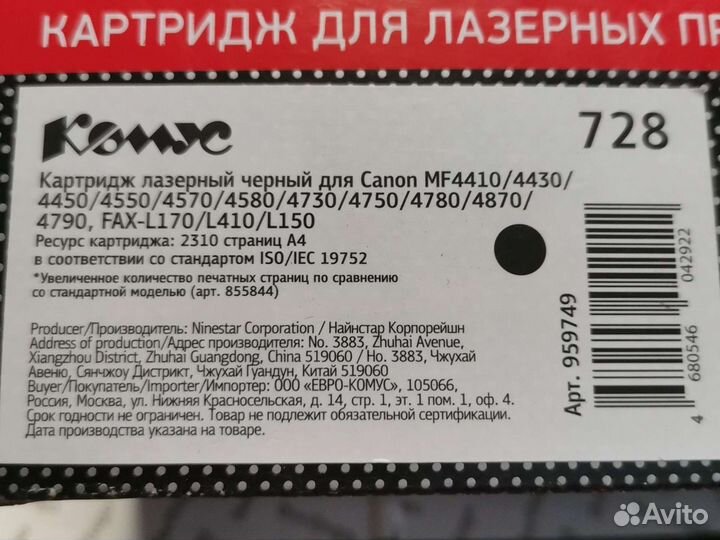 КАРТРИДЖ ДЛЯ ЛАЗЕРНЫХ
Комус
728
Картридж лазерный черный для Canon MF4410/4430/
4450/4550/4570/4580/4730/4750/4780/4870/
4790, FAX-L170/L410/L150
Ресурс картриджа: 2310 страниц А4
в соответствии со стандартом ISO/IEC 19752
*Увеличенное количество печатных страниц по сравнению
со стандартной моделью (арт. 855844)
Producer/Производитель: Ninestar Corporation / Найнстар Корпорейшн
Address of production/Адрес производителя: No. 3883, Zhuhai Avenue,
Xiangzhou District, Zhuhai Guangdong, China 519060 / No. 3883, Чжухай
Авеню, Сянчжоу Дистрикт, Чжухай Гуандун, Китай 519060
Buyer/Покупатель/Importer/Импортер: ООО «ЕВРО-КОМУС», 105066,
Россия, Москва, ул. Нижняя Красносельская, д. 14, стр. 1, эт. 1 пом. 1, оф. 4.
Срок годности не ограничен. Товар не подлежит обязательной сертификации.
Дата производства указана на товаре.
Арт. 959749
4 680546 042922
Avito